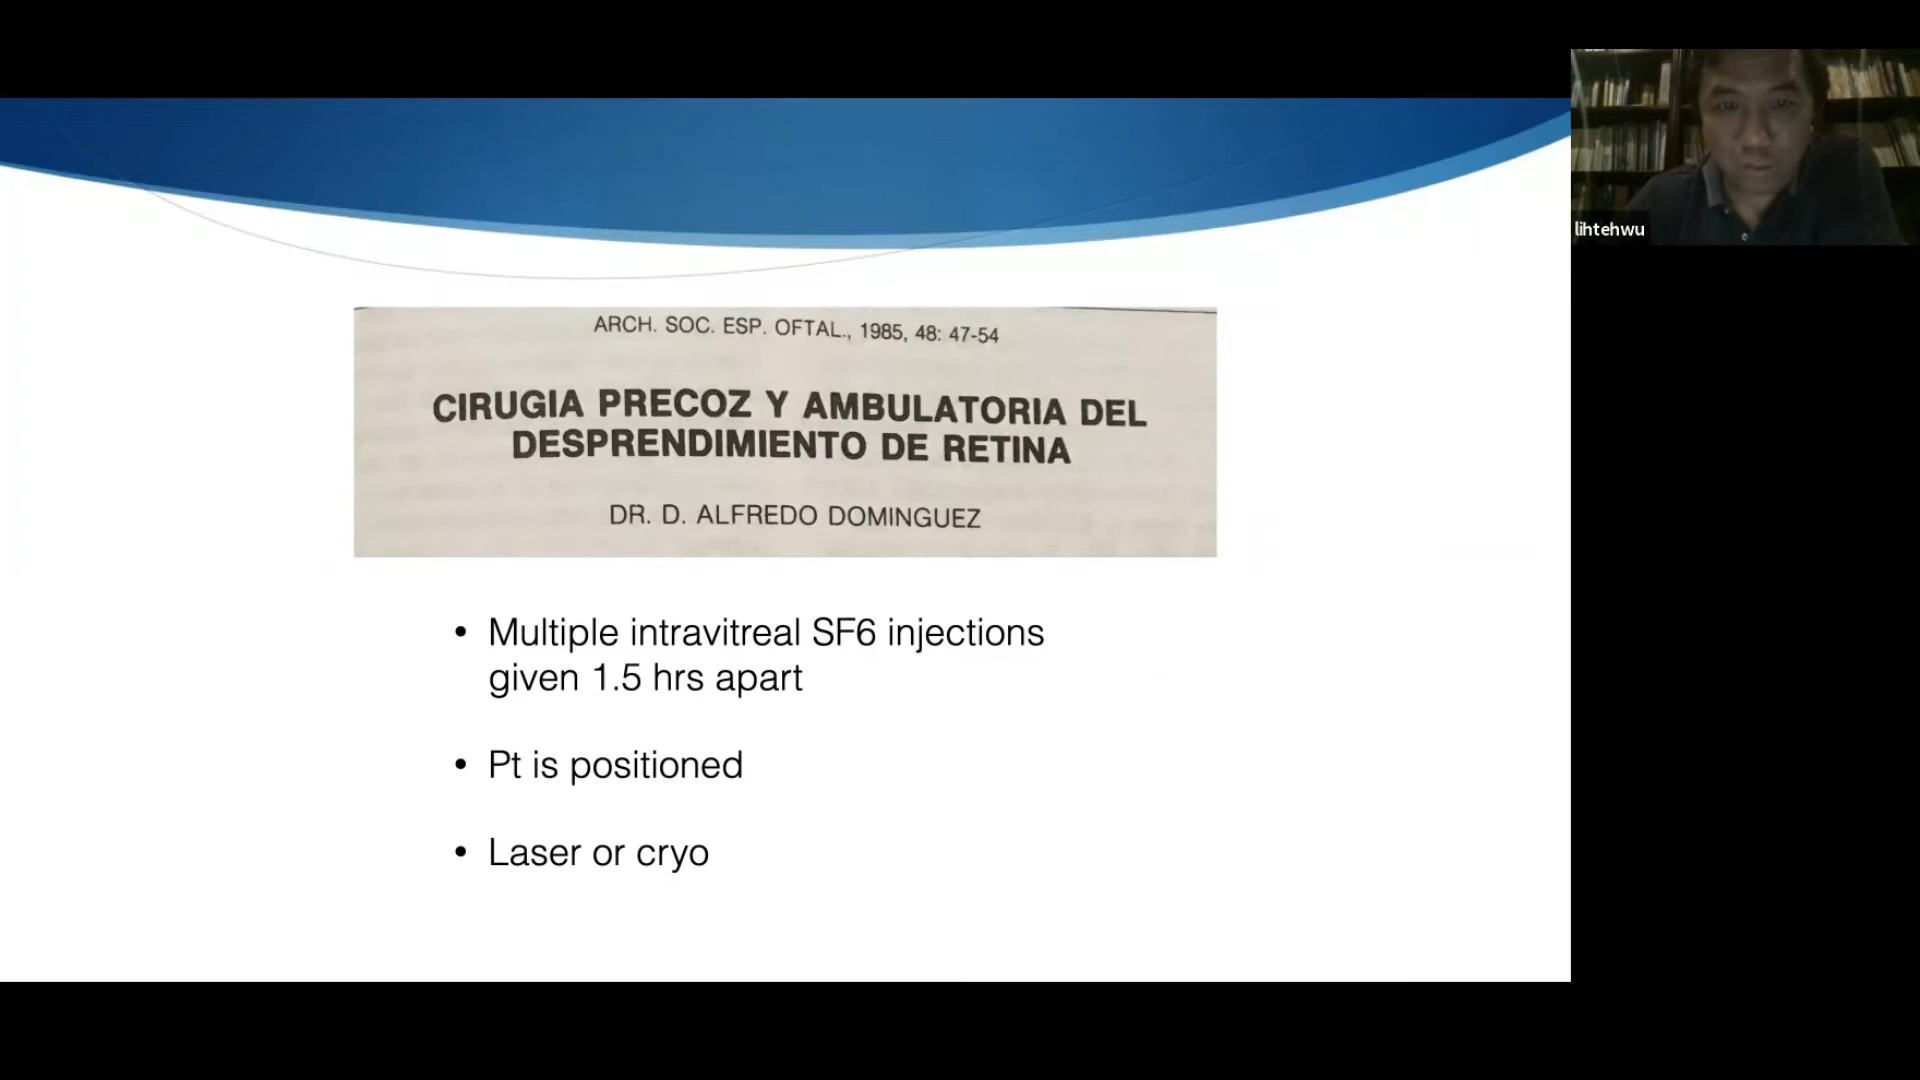 ARCH. SOC. ESP. OFTAL., 1985, 48: 47-54
CIRUGIA PRECOZ Y AMBULATORIA DEL
DESPRENDIMIENTO DE RETINA
DR. D. ALFREDO DOMINGUEZ
• Multiple intravitreal SF6 injections
given 1.5 hrs apart
• Pt is positioned
• Laser or cryo
lihtehwu